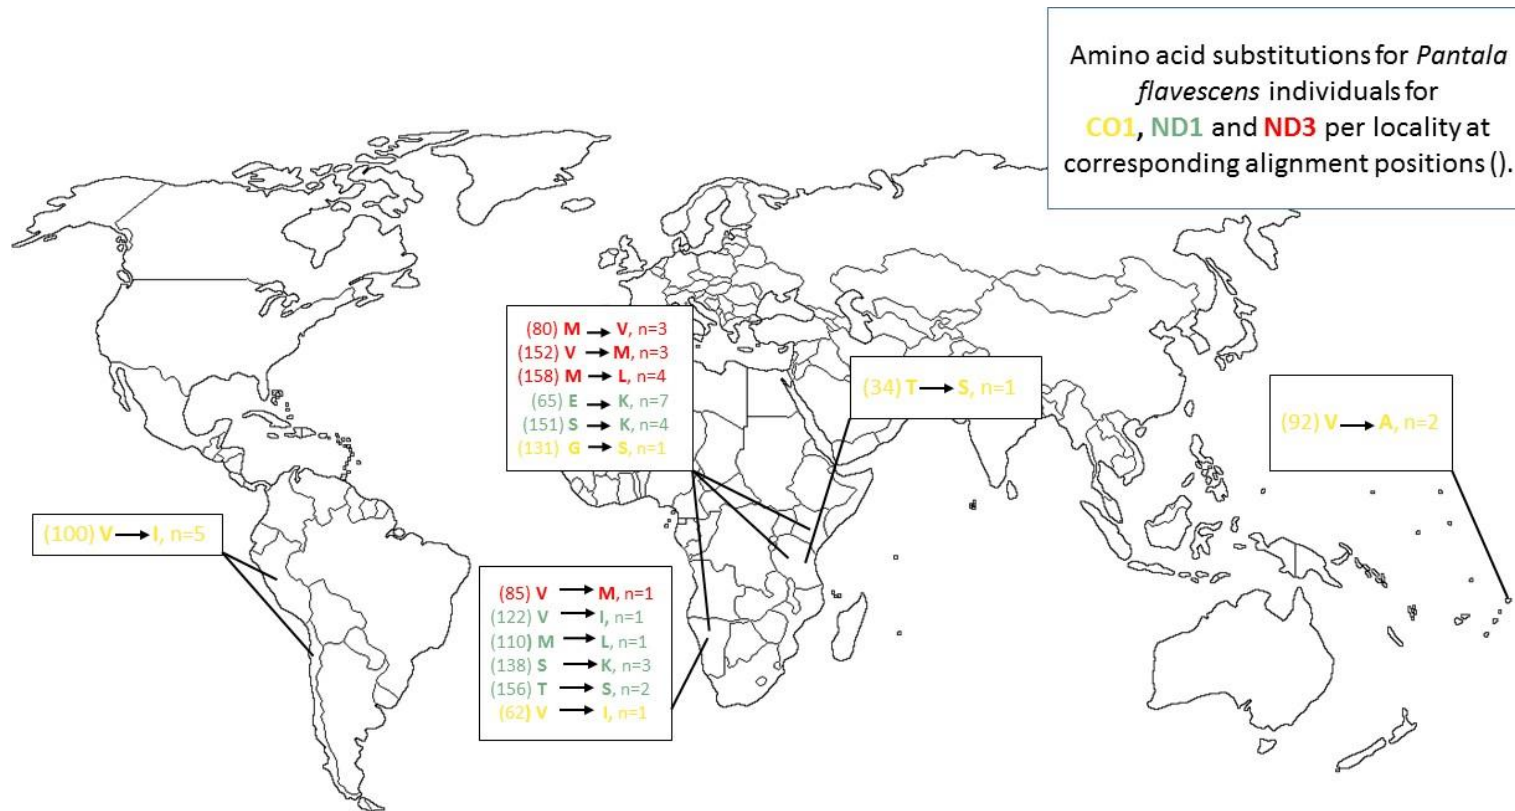 Amino acid substitutions for Pantala
flavescens individuals for
CO1, ND1 and ND3 per locality at
corresponding alignment positions ().
(80) M → V, n=3
(152) V → M, n=3
(158) M → L, n=4
(65) E → K, n=7
(151) S → K, n=4
(131) G → S, n=1
(34) T → S, n=1
(92) V → A, n=2
(100) V → I, n=5
(85) V → M, n=1
(122) V → I, n=1
(110) M → L, n=1
(138) S → K, n=3
(156) T → S, n=2
(62) V → I, n=1